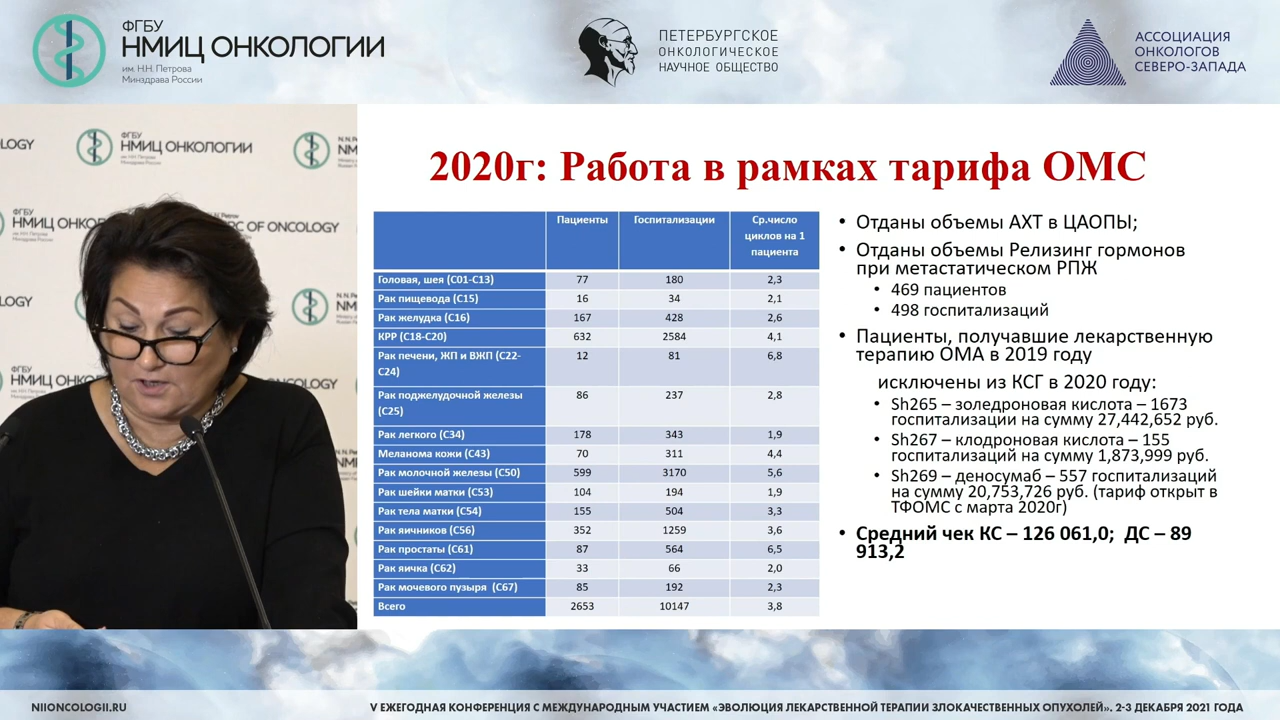 ФГБУ
НМИЦ ОНКОЛОГИИ
им. Н.Н. Петрова
Минздрава России
ПЕТЕРБУРГСКОЕ
ОНКОЛОГИЧЕСКОЕ
НАУЧНОЕ ОБЩЕСТВО
АССОЦИАЦИЯ
ОНКОЛОГОВ
СЕВЕРО-ЗАПАДА
ФГБУ
НМИЦ ОНКОЛОГИИ
2020г: Работа в рамках тарифа ОМС
Пациенты Госпитализации Ср.число
циклов на 1
пациента
Головая, шея (С01-С13) 77 180 2,3
Рак пищевода (С15) 16 34 2,1
Рак желудка (С16) 167 428 2,6
КРР (С18-С20) 632 2584 4,1
Рак печени, ЖП и ВЖП (С22-
С24) 12 81 6,8
Рак поджелудочной железы
(С25) 86 237 2,8
Рак легкого (С34) 178 343 1,9
Меланома кожи (С43) 70 311 4,4
Рак молочной железы (С50) 599 3170 5,6
Рак шейки матки (С53) 104 194 1,9
Рак тела матки (С54) 155 504 3,3
Рак яичников (С56) 352 1259 3,6
Рак простаты (С61) 87 564 6,5
Рак яичка (С62) 33 66 2,0
Рак мочевого пузыря (С67) 85 192 2,3
Всего 2653 10147 3,8
• Отданы объемы АХТ в ЦАОПЫ;
• Отданы объемы Релизинг гормонов
при метастатическом РПЖ
• 469 пациентов
• 498 госпитализаций
• Пациенты, получавшие лекарственную
терапию ОМА в 2019 году
исключены из КСГ в 2020 году:
• Sh265 – золедроновая кислота – 1673
госпитализации на сумму 27,442,652 руб.
• Sh267 – клодроновая кислота – 155
госпитализаций на сумму 1,873,999 руб.
• Sh269 – деносумаб – 557 госпитализаций
на сумму 20,753,726 руб. (тариф открыт в
ТФОМС с марта 2020г)
• Средний чек КС – 126 061,0; ДС – 89
913,2
NIIONCOLOGII.RU
V ЕЖЕГОДНАЯ КОНФЕРЕНЦИЯ С МЕЖДУНАРОДНЫМ УЧАСТИЕМ «ЭВОЛЮЦИЯ ЛЕКАРСТВЕННОЙ ТЕРАПИИ ЗЛОКАЧЕСТВЕННЫХ ОПУХОЛЕЙ». 2-3 ДЕКАБРЯ 2021 ГОДА